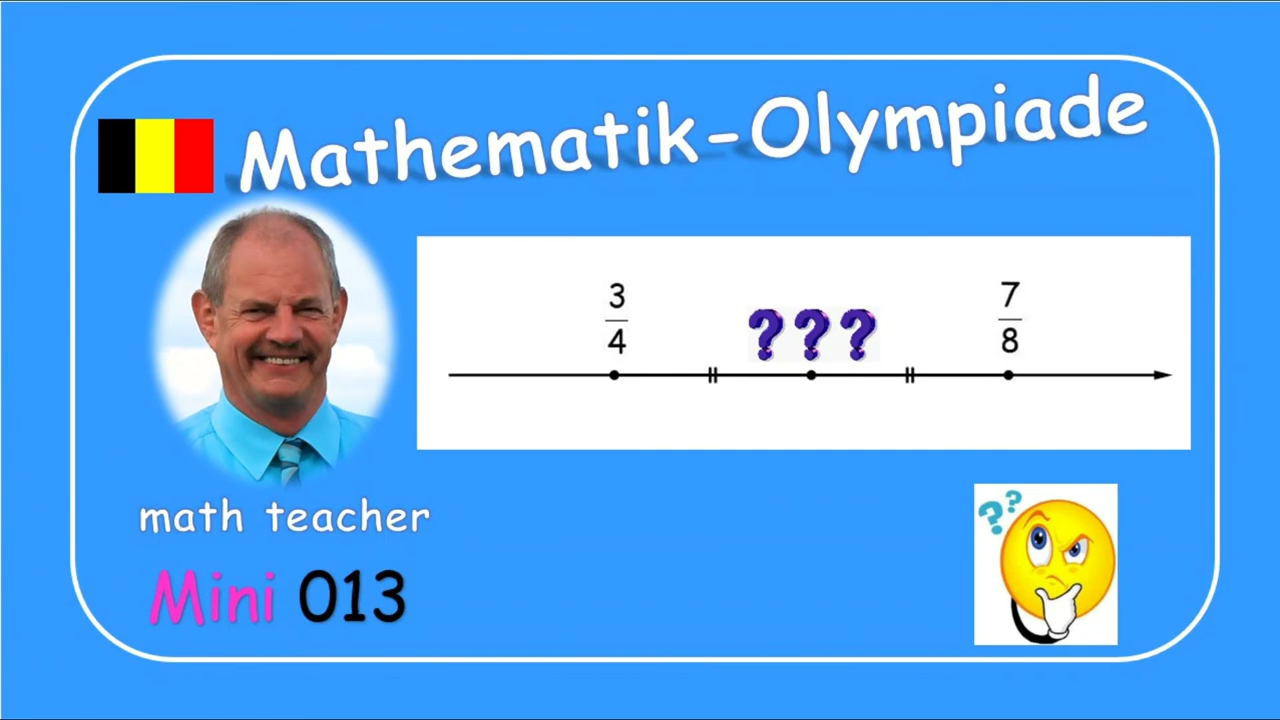 Mathematik-Olympiade
3/4
???
7/8
math teacher
??
Mini 013